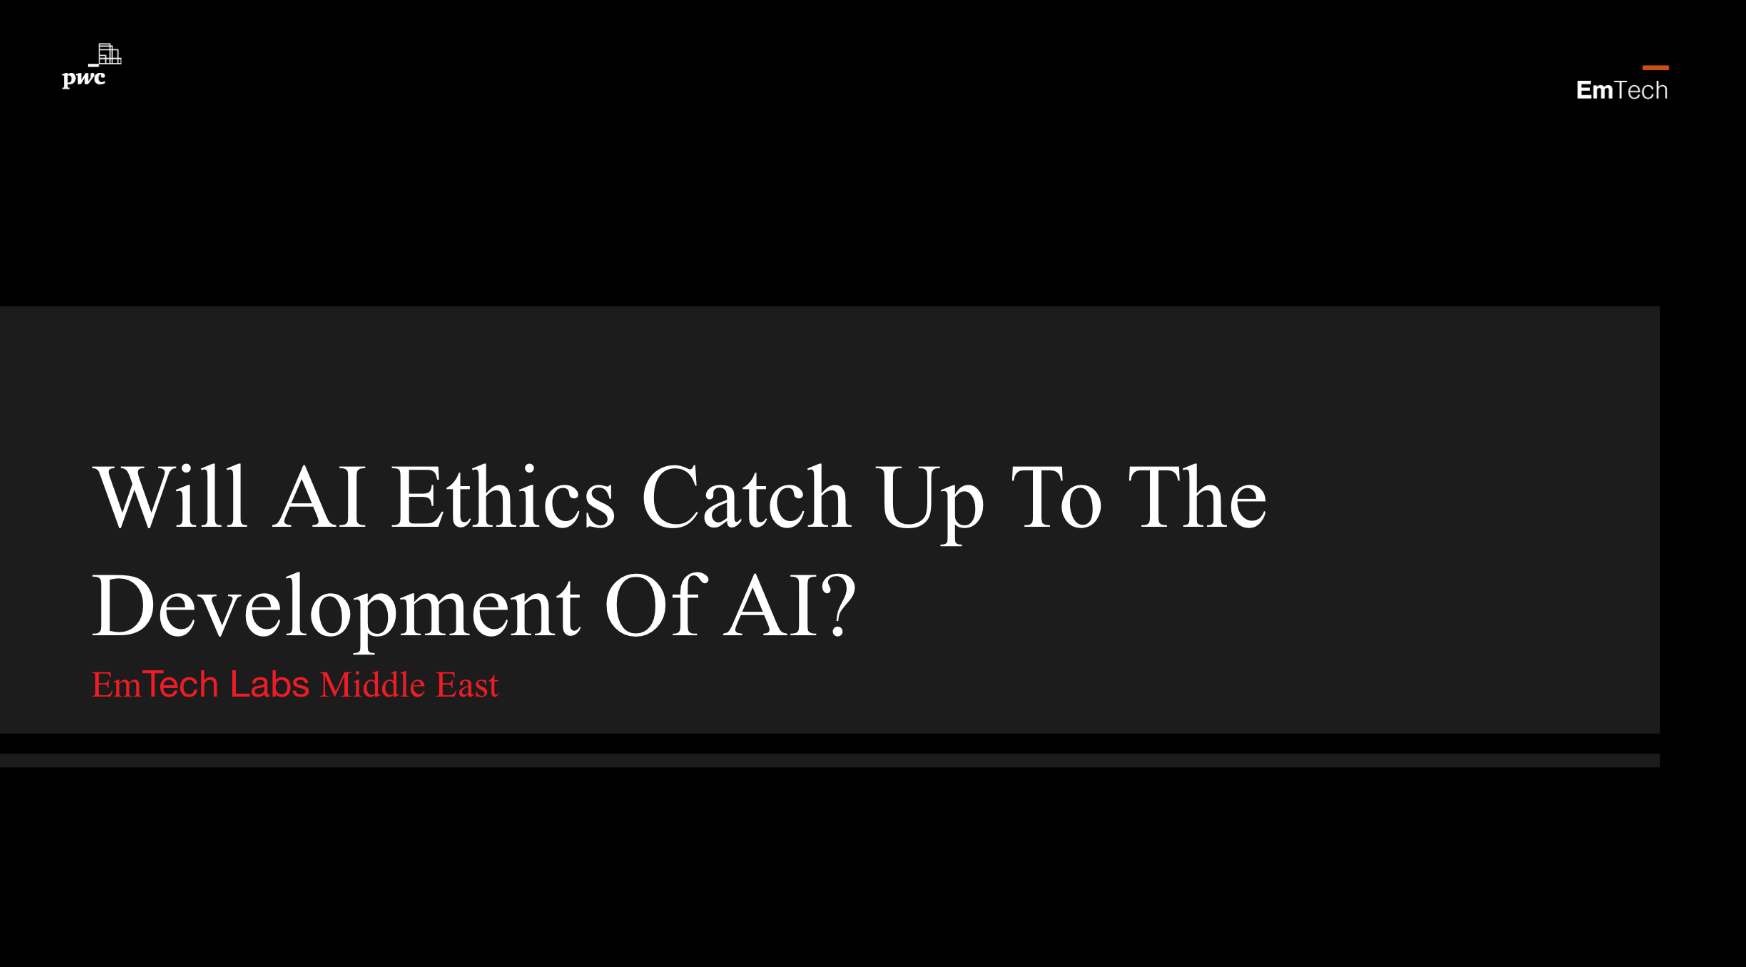 pwc
EmTech
Will AI Ethics Catch Up To The
Development Of AI?
EmTech Labs Middle East